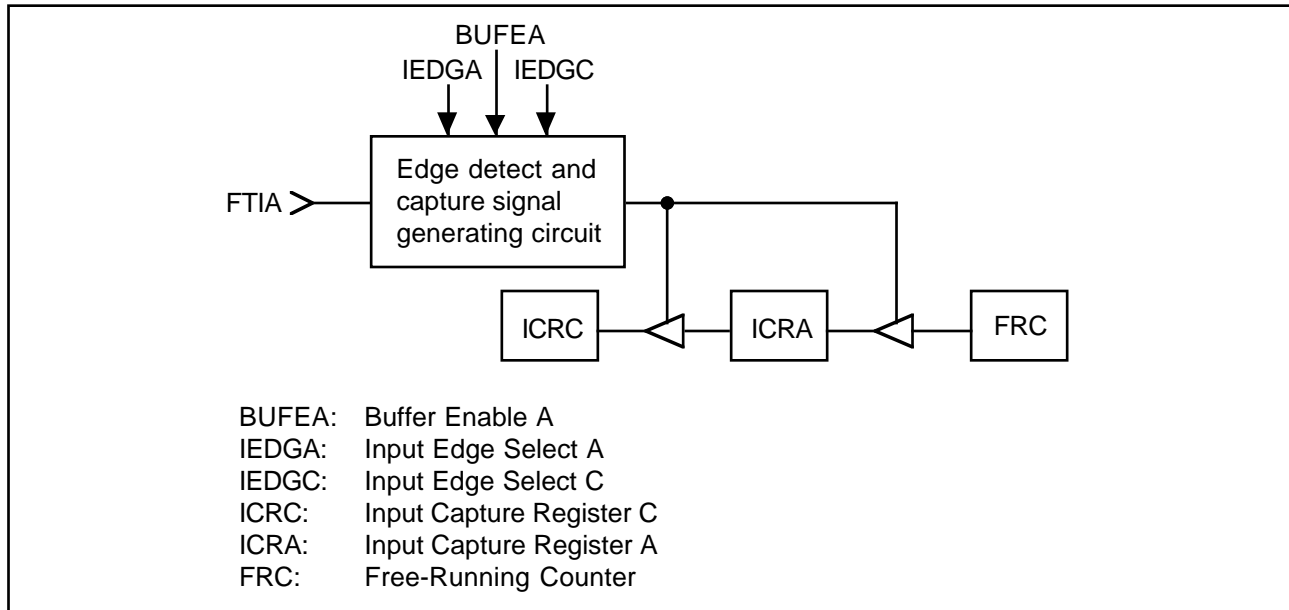 BUFEA
IEDGA IEDGC
Edge detect and
capture signal
generating circuit
FTIA
ICRC ICRA FRC
BUFEA: Buffer Enable A
IEDGA: Input Edge Select A
IEDGC: Input Edge Select C
ICRC: Input Capture Register C
ICRA: Input Capture Register A
FRC: Free-Running Counter